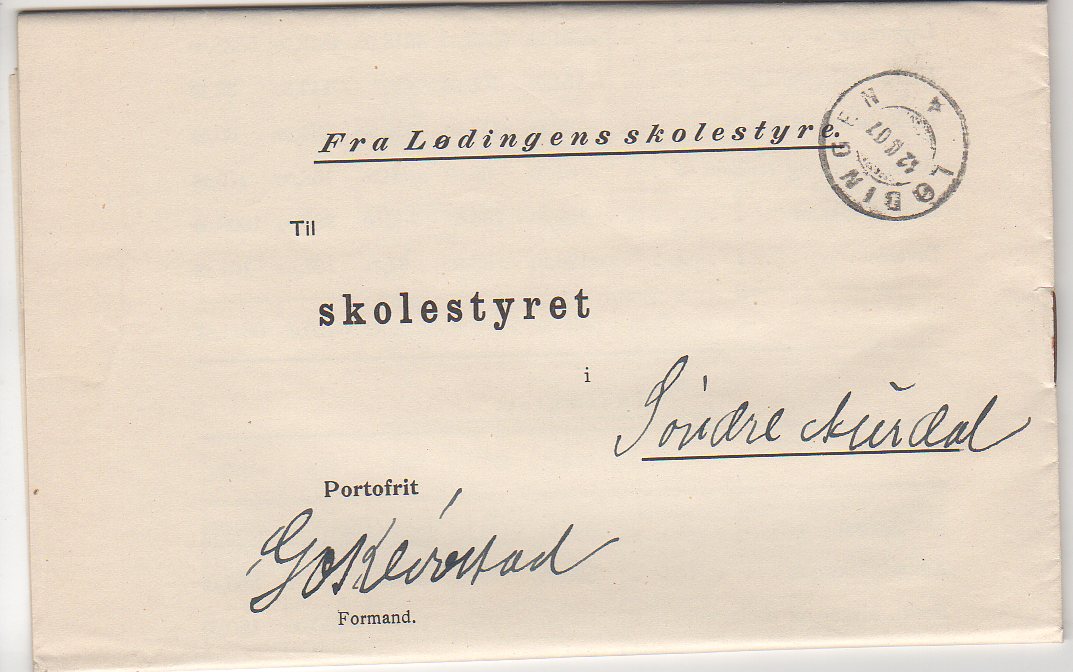 Fra Lødingens skolestyre.
LØDINGEN
Til
skolestyret
i
Søndre Aurdal
Portofrit
Formand.